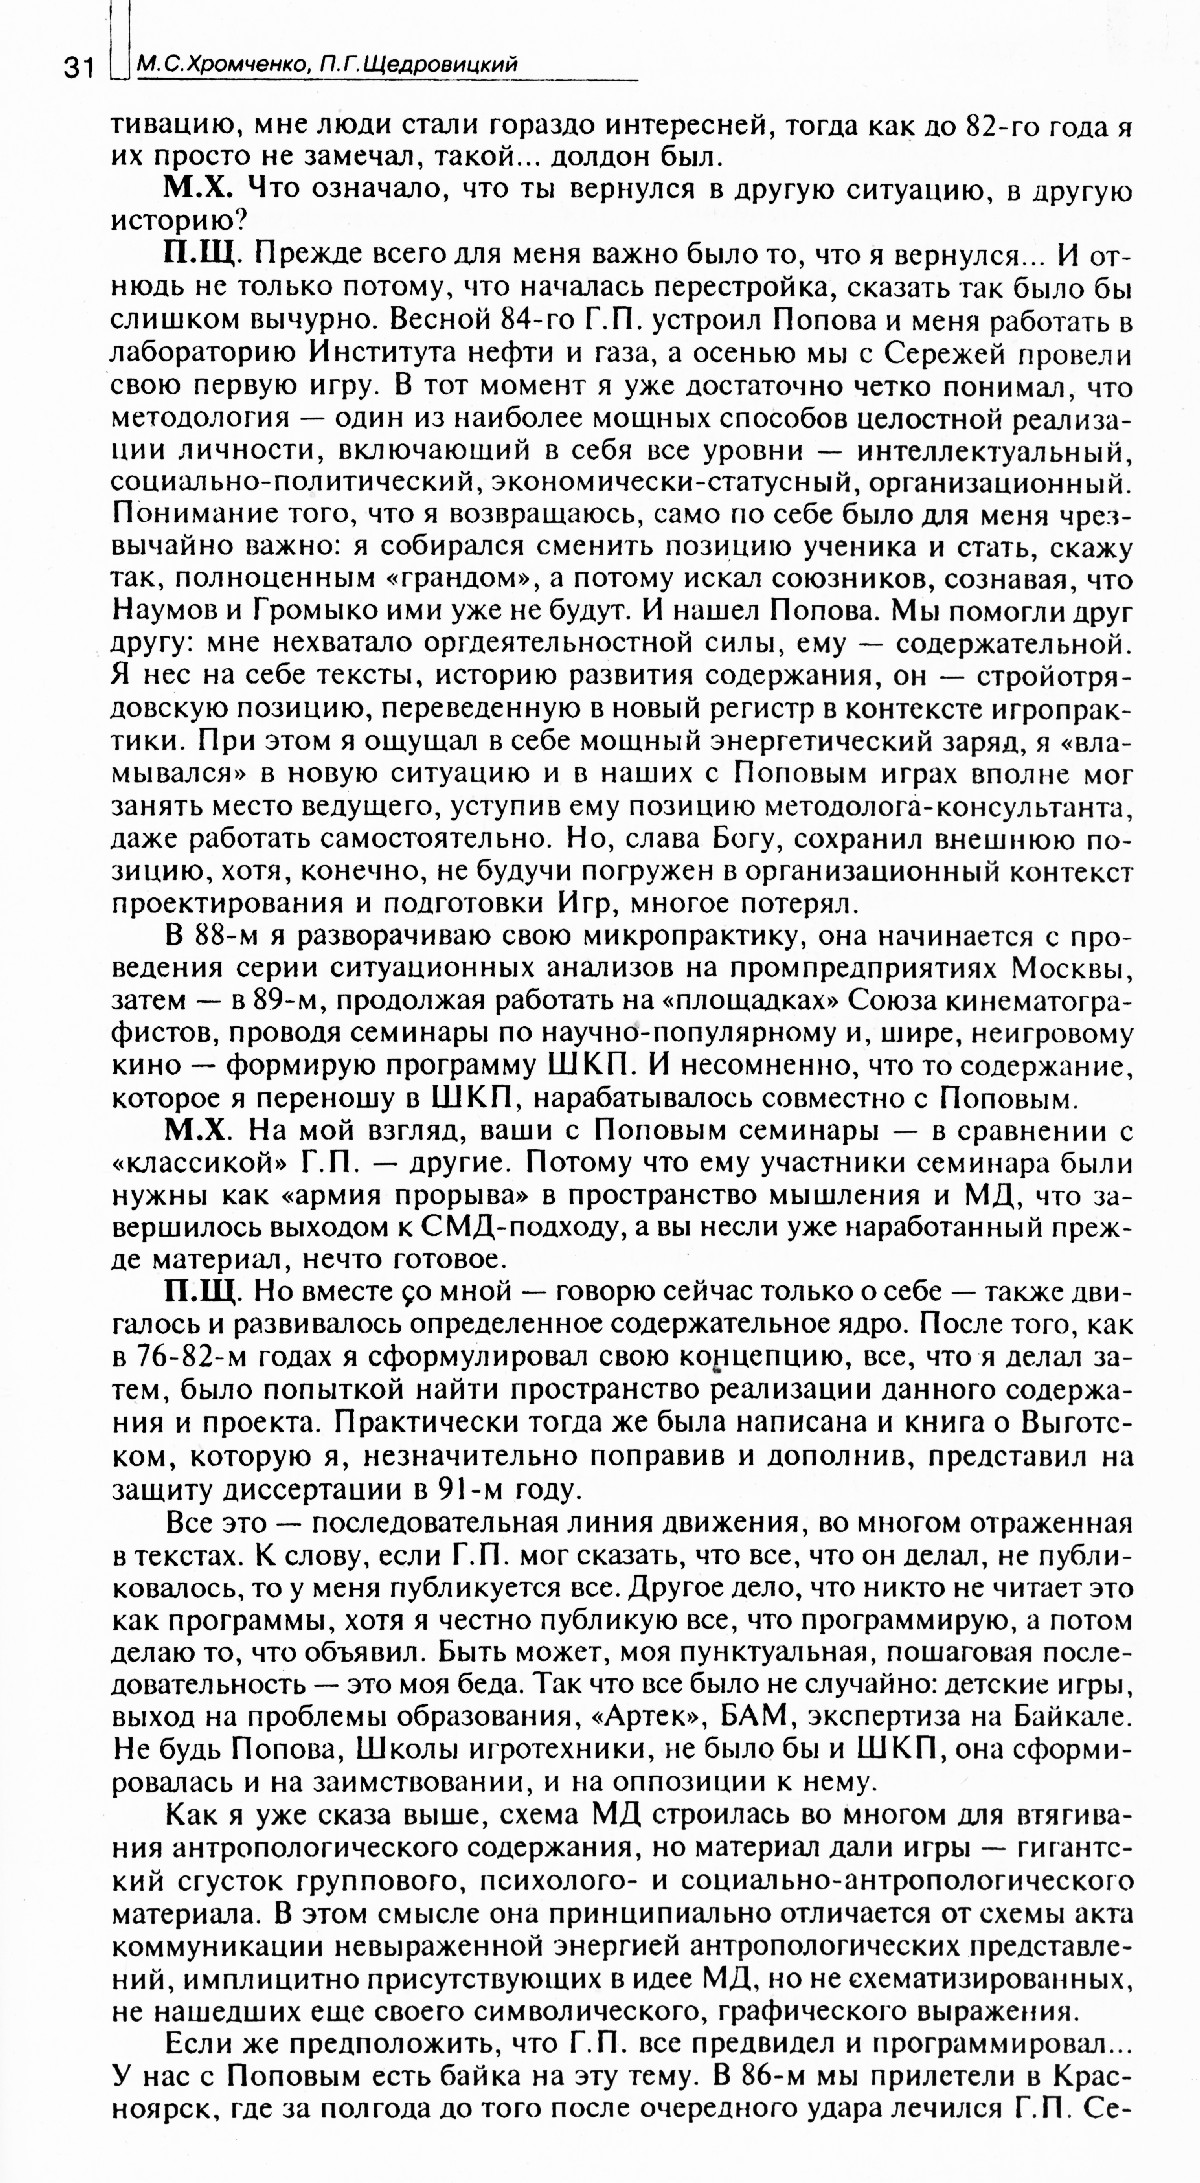 31 М.С.Хромченко, П.Г.Щедровицкий
тивацию, мне люди стали гораздо интересней, тогда как до 82-го года я
их просто не замечал, такой... долдон был.
М.Х. Что означало, что ты вернулся в другую ситуацию, в другую
историю?
П.Щ. Прежде всего для меня важно было то, что я вернулся... И от-
нюдь не только потому, что началась перестройка, сказать так было бы
слишком вычурно. Весной 84-го Г.П. устроил Попова и меня работать в
лабораторию Института нефти и газа, а осенью мы с Сережей провели
свою первую игру. В тот момент я уже достаточно четко понимал, что
методология — один из наиболее мощных способов целостной реализа-
ции личности, включающий в себя все уровни — интеллектуальный,
социально-политический, экономически-статусный, организационный.
Понимание того, что я возвращаюсь, само по себе было для меня чрез-
вычайно важно: я собирался сменить позицию ученика и стать, скажу
так, полноценным «грандом», а потому искал союзников, сознавая, что
Наумов и Громыко ими уже не будут. И нашел Попова. Мы помогли друг
другу: мне нехватало оргдеятельностной силы, ему — содержательной.
Я нес на себе тексты, историю развития содержания, он — стройотря-
довскую позицию, переведенную в новый регистр в контексте игропрак-
тики. При этом я ощущал в себе мощный энергетический заряд, я «вла-
мывался» в новую ситуацию и в наших с Поповым играх вполне мог
занять место ведущего, уступив ему позицию методолога-консультанта,
даже работать самостоятельно. Но, слава Богу, сохранил внешнюю по-
зицию, хотя, конечно, не будучи погружен в организационный контекст
проектирования и подготовки Игр, многое потерял.
В 88-м я разворачиваю свою микропрактику, она начинается с про-
ведения серии ситуационных анализов на промпредприятиях Москвы,
затем — в 89-м, продолжая работать на «площадках» Союза кинематогра-
фистов, проводя семинары по научно-популярному и, шире, неигровому
кино — формирую программу ШКП. И несомненно, что то содержание,
которое я переношу в ШКП, нарабатывалось совместно с Поповым.
М.Х. На мой взгляд, ваши с Поповым семинары — в сравнении с
«классикой» Г.П. — другие. Потому что ему участники семинара были
нужны как «армия прорыва» в пространство мышления и МД, что за-
вершилось выходом к СМД-подходу, а вы несли уже наработанный преж-
де материал, нечто готовое.
П.Щ. Но вместе со мной — говорю сейчас только о себе — также дви-
галось и развивалось определенное содержательное ядро. После того, как
в 76-82-м годах я сформулировал свою концепцию, все, что я делал за-
тем, было попыткой найти пространство реализации данного содержа-
ния и проекта. Практически тогда же была написана и книга о Выготс-
ком, которую я, незначительно поправив и дополнив, представил на
защиту диссертации в 91-м году.
Все это — последовательная линия движения, во многом отраженная
в текстах. К слову, если Г.П. мог сказать, что все, что он делал, не публи-
ковалось, то у меня публикуется все. Другое дело, что никто не читает это
как программы, хотя я честно публикую все, что программирую, а потом
делаю то, что объявил. Быть может, моя пунктуальная, пошаговая после-
довательность — это моя беда. Так что все было не случайно: детские игры,
выход на проблемы образования, «Артек», БАМ, экспертиза на Байкале.
Не будь Попова, Школы игротехники, не было бы и ШКП, она сформи-
ровалась и на заимствовании, и на оппозиции к нему.
Как я уже сказа выше, схема МД строилась во многом для втягива-
ния антропологического содержания, но материал дали игры — гигантс-
кий сгусток группового, психолого- и социально-антропологического
материала. В этом смысле она принципиально отличается от схемы акта
коммуникации невыраженной энергией антропологических представле-
ний, имплицитно присутствующих в идее МД, но не схематизированных,
не нашедших еще своего символического, графического выражения.
Если же предположить, что Г.П. все предвидел и программировал...
У нас с Поповым есть байка на эту тему. В 86-м мы прилетели в Крас-
ноярск, где за полгода до того после очередного удара лечился Г.П. Се-